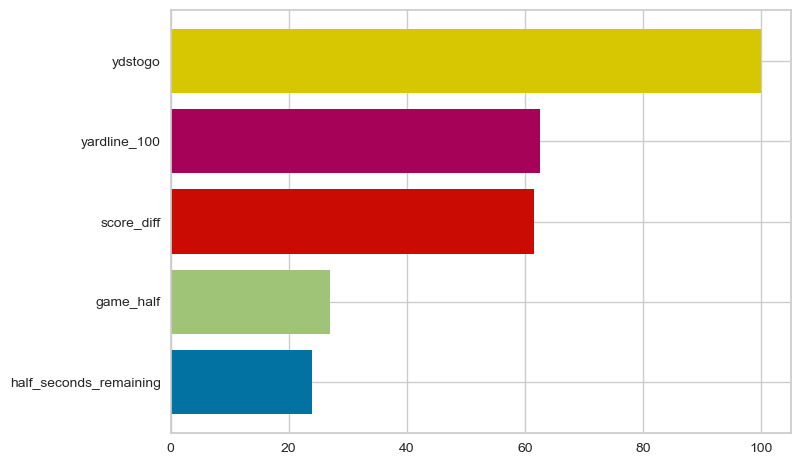 ydstogo
yardline_100
score_diff
game_half
half_seconds_remaining
0 20 40 60 80 100